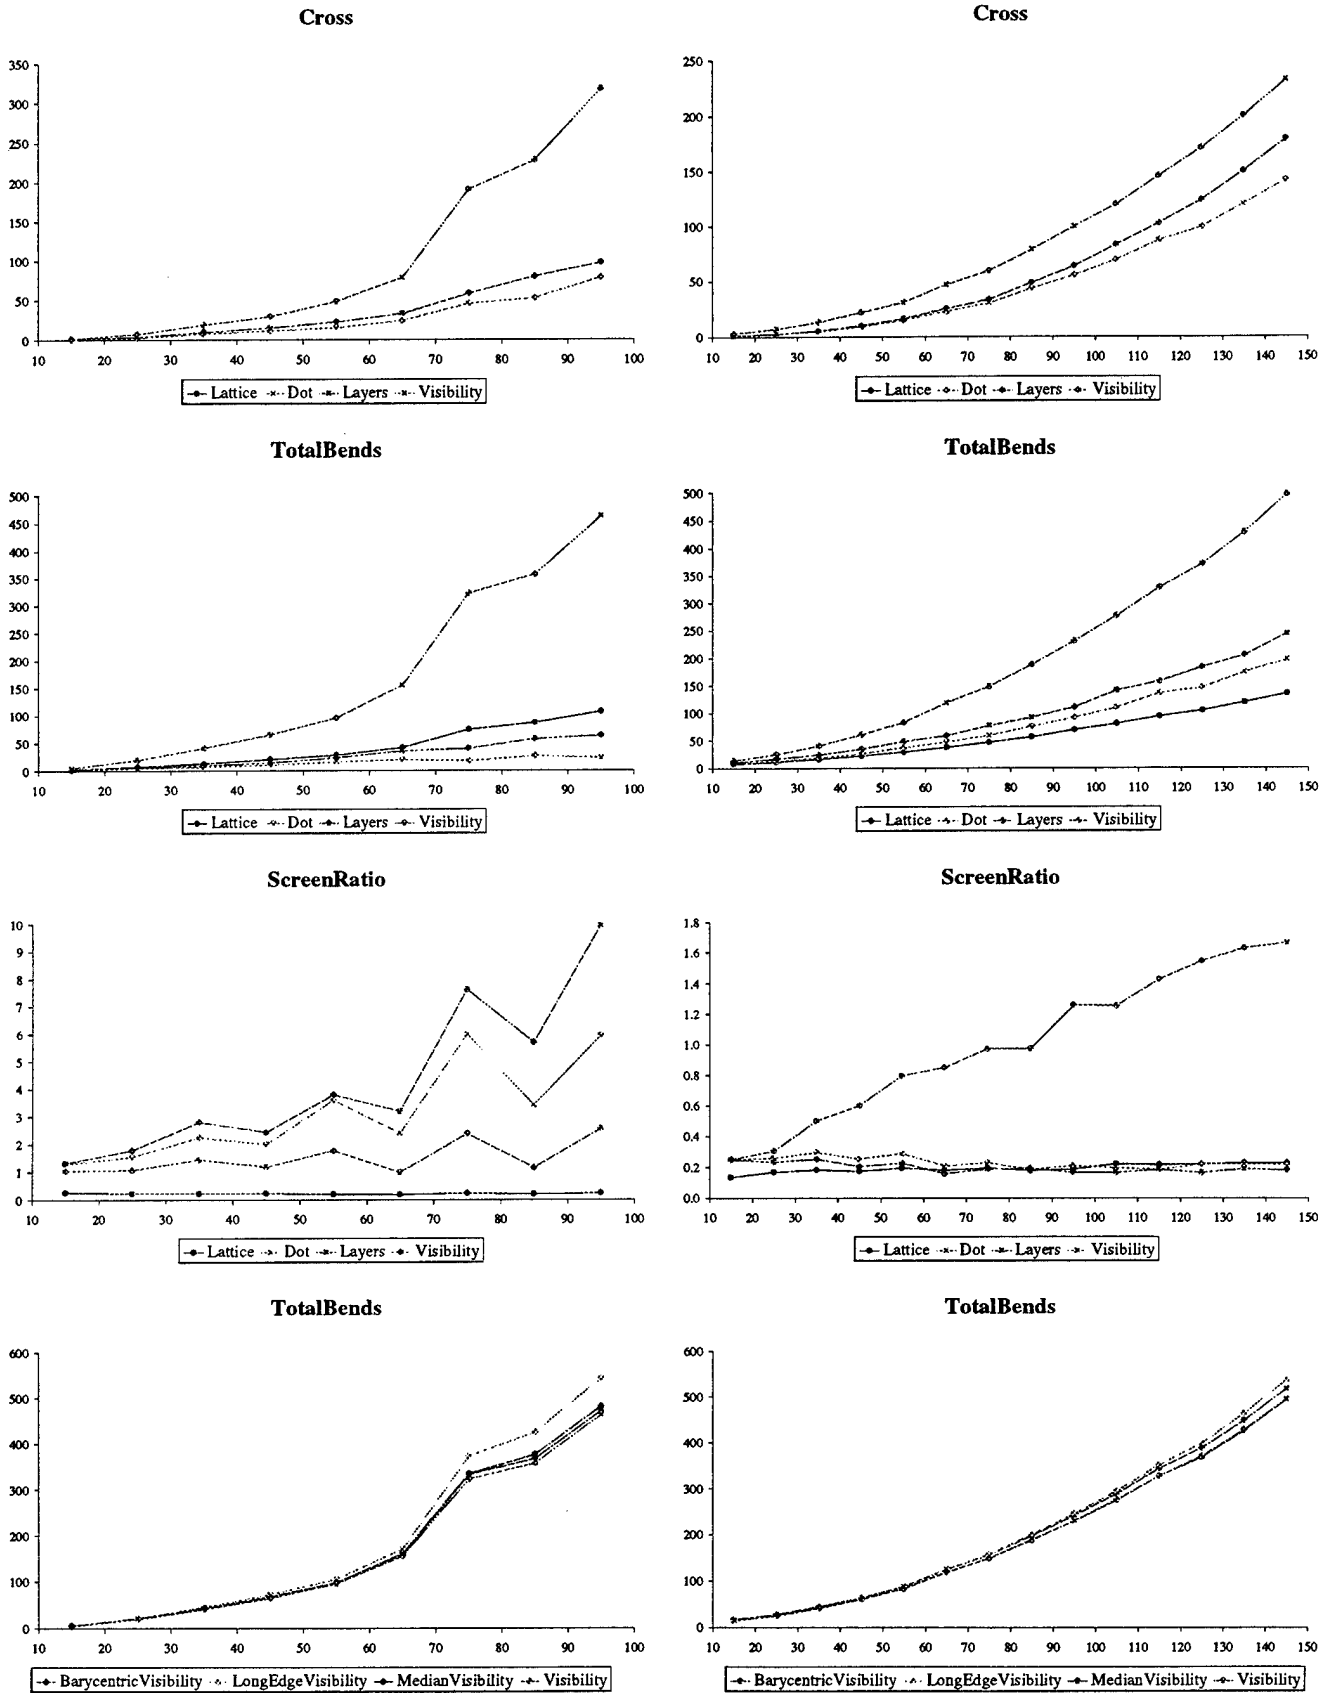 Cross
350
300
250
200
150
100
50
0
10 20 30 40 50 60 70 80 90 100
Lattice Dot Layers Visibility
Cross
250
200
150
100
50
0
10 20 30 40 50 60 70 80 90 100 110 120 130 140 150
Lattice Dot Layers Visibility
TotalBends
500
450
400
350
300
250
200
150
100
50
0
10 20 30 40 50 60 70 80 90 100
Lattice Dot Layers Visibility
TotalBends
500
450
400
350
300
250
200
150
100
50
0
10 20 30 40 50 60 70 80 90 100 110 120 130 140 150
Lattice Dot Layers Visibility
ScreenRatio
10
9
8
7
6
5
4
3
2
1
0
10 20 30 40 50 60 70 80 90 100
Lattice Dot Layers Visibility
ScreenRatio
1.8
1.6
1.4
1.2
1.0
0.8
0.6
0.4
0.2
0.0
10 20 30 40 50 60 70 80 90 100 110 120 130 140 150
Lattice Dot Layers Visibility
TotalBends
600
500
400
300
200
100
0
10 20 30 40 50 60 70 80 90 100
BarycentricVisibility LongEdgeVisibility MedianVisibility Visibility
TotalBends
600
500
400
300
200
100
0
10 20 30 40 50 60 70 80 90 100 110 120 130 140 150
BarycentricVisibility LongEdgeVisibility MedianVisibility Visibility